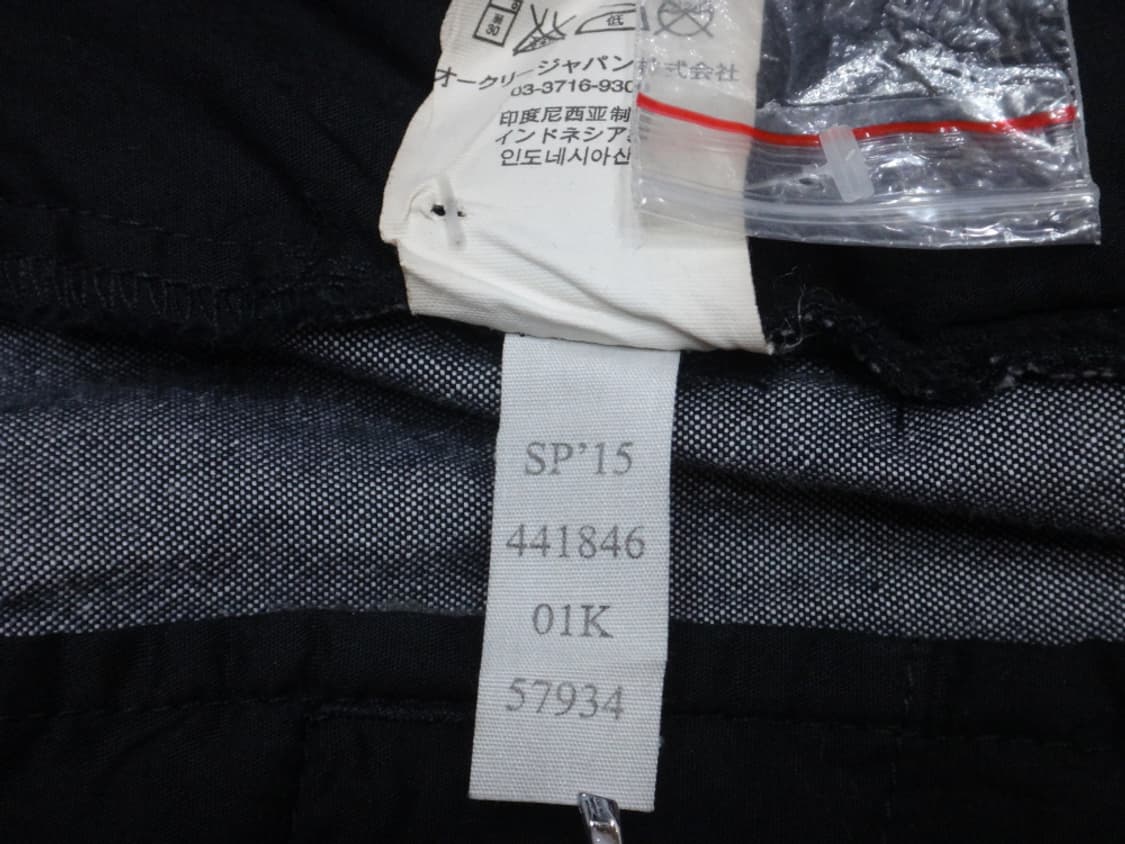 30
低
オークリージャパン株式会社
03-3716-930
印度尼西亚制
インドネシア
인도네시아산
SP'15
441846
01K
57934